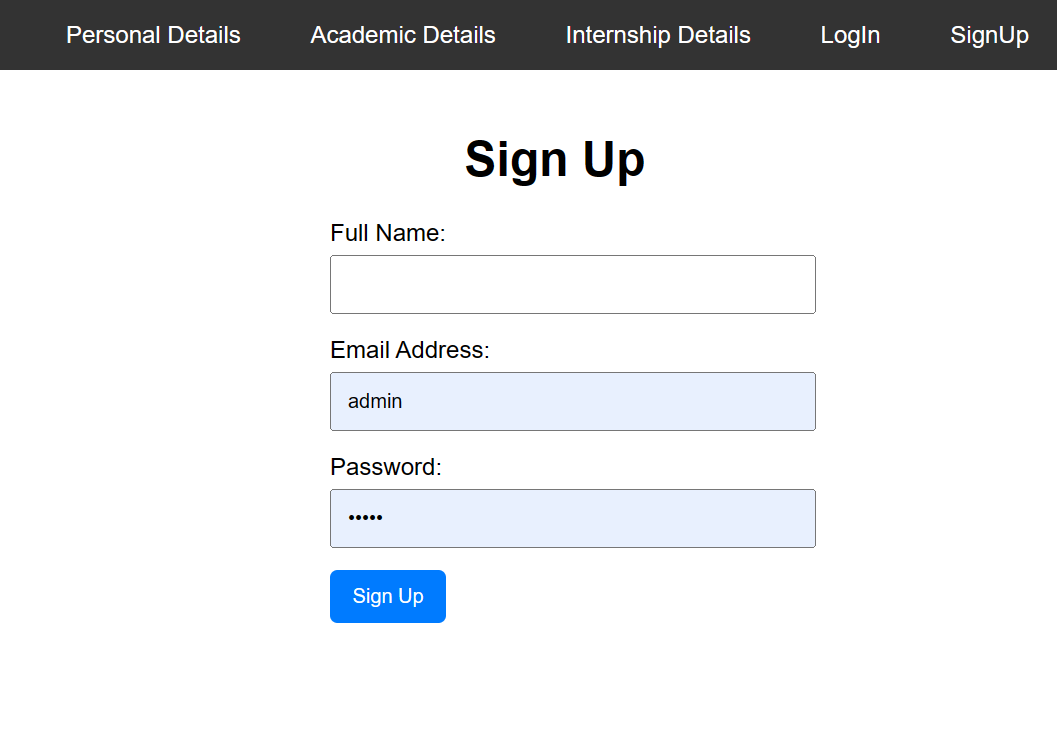 Personal Details Academic Details Internship Details LogIn SignUp
Sign Up
Full Name:
Email Address:
admin
Password:
•••••
Sign Up